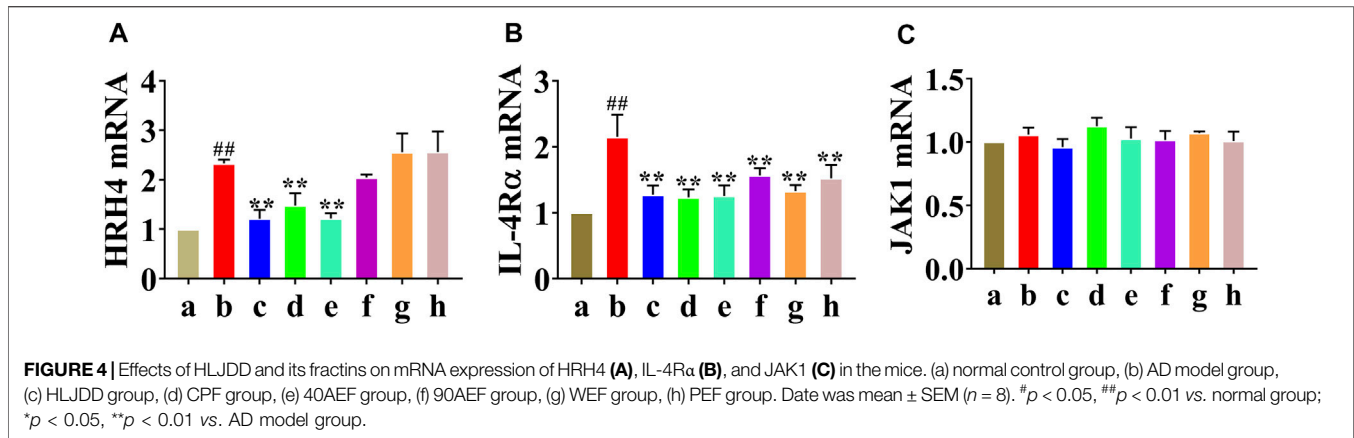 A
HRH4 mRNA
4
3
2
1
0
##
**
**
**
a b c d e f g h
B
IL-4Rα mRNA
3
2
1
0
##
**
**
**
**
**
**
a b c d e f g h
C
JAK1 mRNA
1.5
1.0
0.5
0.0
a b c d e f g h
FIGURE 4 | Effects of HLJDD and its fractins on mRNA expression of HRH4 (A), IL-4Rα (B), and JAK1 (C) in the mice. (a) normal control group, (b) AD model group,
(c) HLJDD group, (d) CPF group, (e) 40AEF group, (f) 90AEF group, (g) WEF group, (h) PEF group. Date was mean ± SEM (n = 8). #p < 0.05, ##p < 0.01 vs. normal group;
*p < 0.05, **p < 0.01 vs. AD model group.